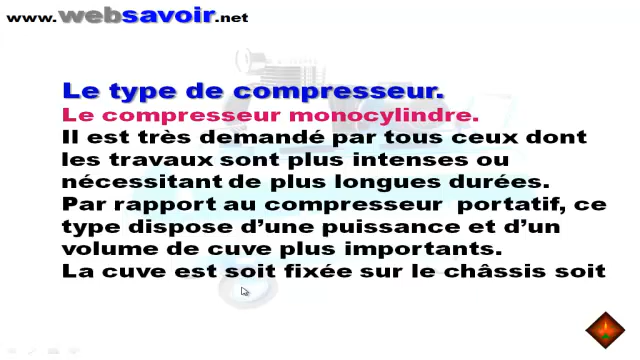 www.websavoir.net
Le type de compresseur.
Le compresseur monocylindre.
Il est très demandé par tous ceux dont
les travaux sont plus intenses ou
nécessitant de plus longues durées.
Par rapport au compresseur portatif, ce
type dispose d’une puissance et d’un
volume de cuve plus importants.
La cuve est soit fixée sur le châssis soit